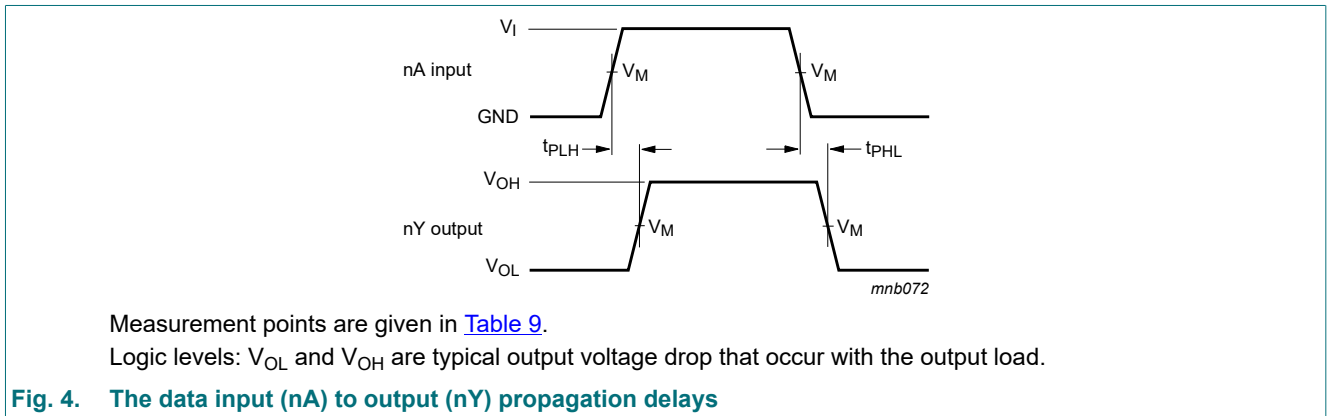 VI
nA input
VM
VM
GND
tPLH
tPHL
VOH
nY output
VM
VM
VOL
mnb072
Measurement points are given in Table 9.
Logic levels: VOL and VOH are typical output voltage drop that occur with the output load.
Fig. 4. The data input (nA) to output (nY) propagation delays